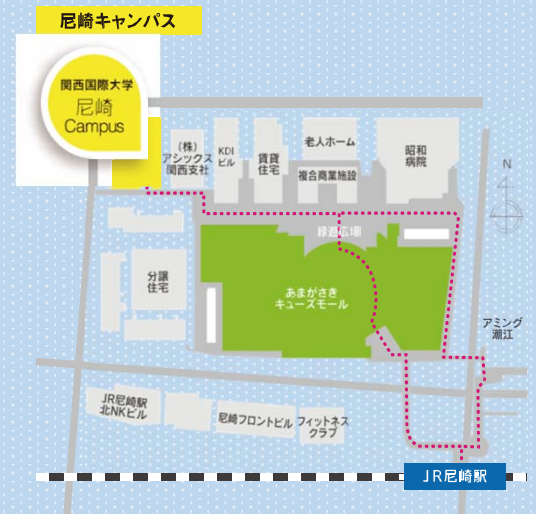 尼崎キャンパス
関西国際大学
尼崎
Campus
(株)
アシックス
関西支社
KDI
ビル
賃貸
住宅
老人ホーム
複合商業施設
昭和
病院
N
緑遊広場
分譲
住宅
あまがさき
キューズモール
アミング
潮江
JR尼崎駅
北NKビル
尼崎フロントビル
フィットネス
クラブ
JR尼崎駅